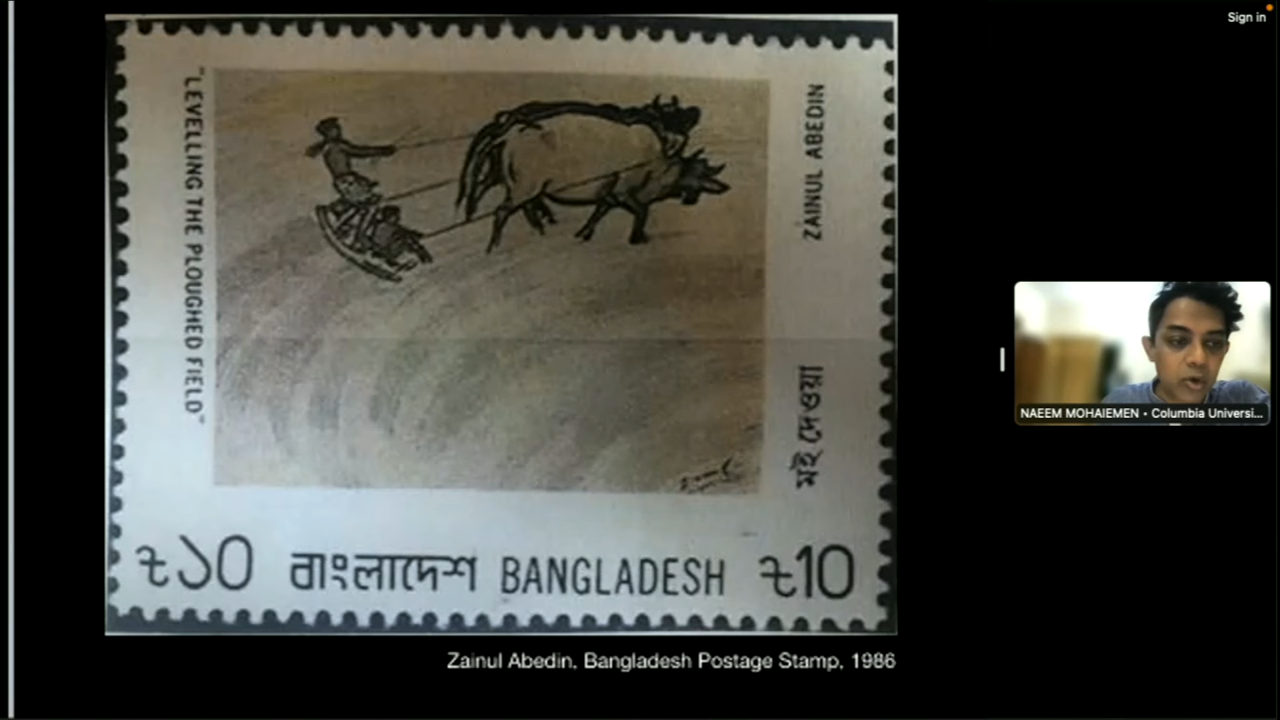 Sign in
"LEVELLING THE PLOUGHED FIELD"
ZAINUL ABEDIN
মই দেওয়া
৳১০ বাংলাদেশ BANGLADESH ৳10
Zainul Abedin, Bangladesh Postage Stamp, 1986
NAEEM MOHAIEMEN • Columbia Universi...